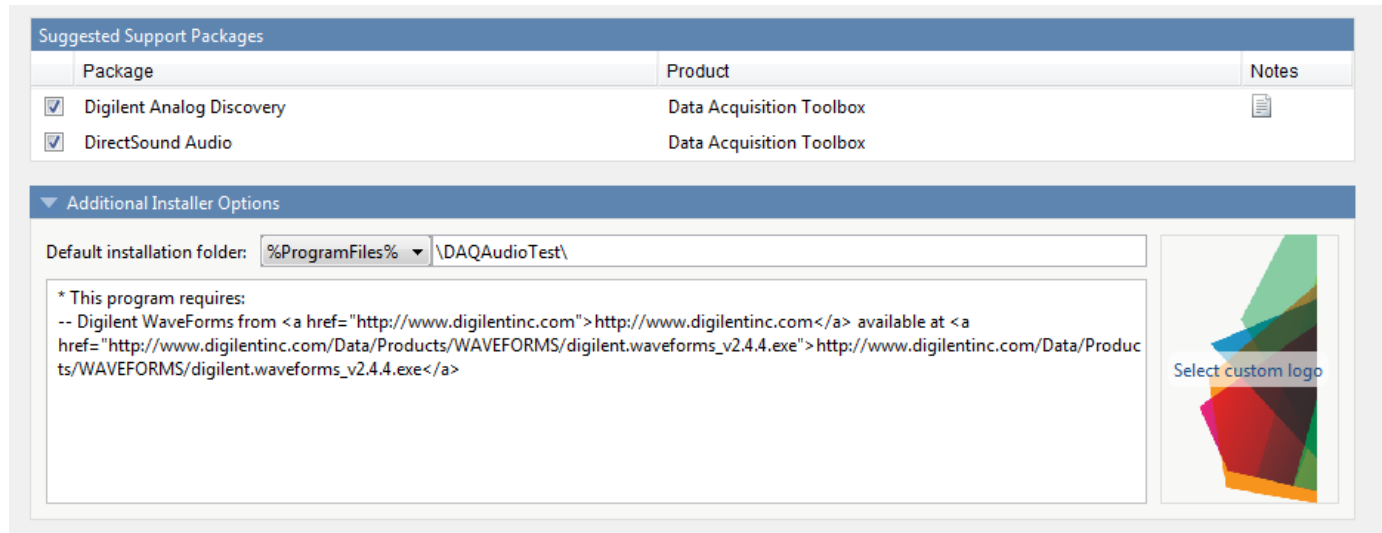 Suggested Support Packages
Package Product Notes
Digilent Analog Discovery Data Acquisition Toolbox
DirectSound Audio Data Acquisition Toolbox
Additional Installer Options
Default installation folder: %ProgramFiles% \DAQAudioTest\
* This program requires:
-- Digilent WaveForms from <a href="http://www.digilentinc.com">http://www.digilentinc.com</a> available at <a
href="http://www.digilentinc.com/Data/Products/WAVEFORMS/digilent.waveforms_v2.4.4.exe">http://www.digilentinc.com/Data/Produc
ts/WAVEFORMS/digilent.waveforms_v2.4.4.exe</a>
Select custom logo